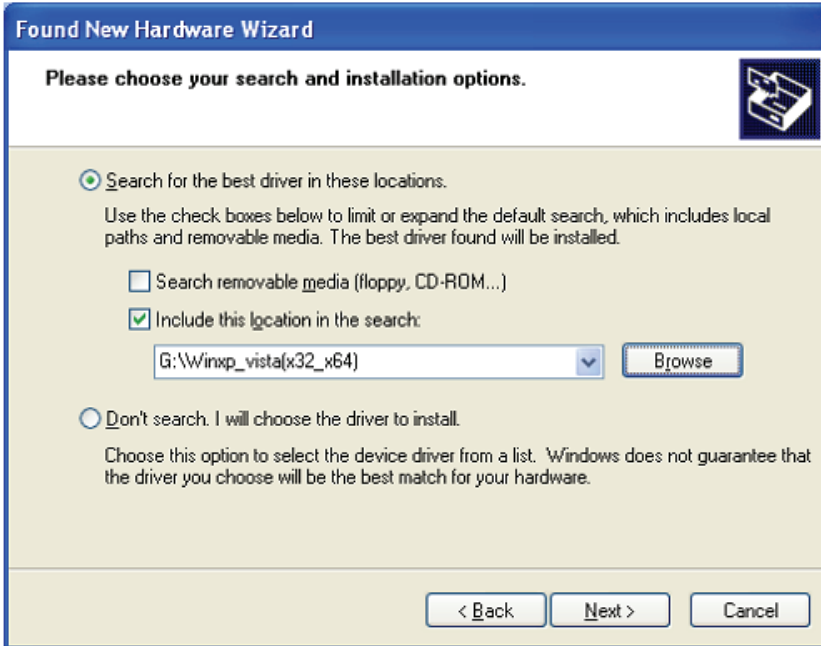 Found New Hardware Wizard
Please choose your search and installation options.
Search for the best driver in these locations.
Use the check boxes below to limit or expand the default search, which includes local
paths and removable media. The best driver found will be installed.
Search removable media (floppy, CD-ROM...)
Include this location in the search:
G:\Winxp_vista(x32_x64)
Browse
Don't search. I will choose the driver to install.
Choose this option to select the device driver from a list. Windows does not guarantee that
the driver you choose will be the best match for your hardware.
< Back
Next >
Cancel